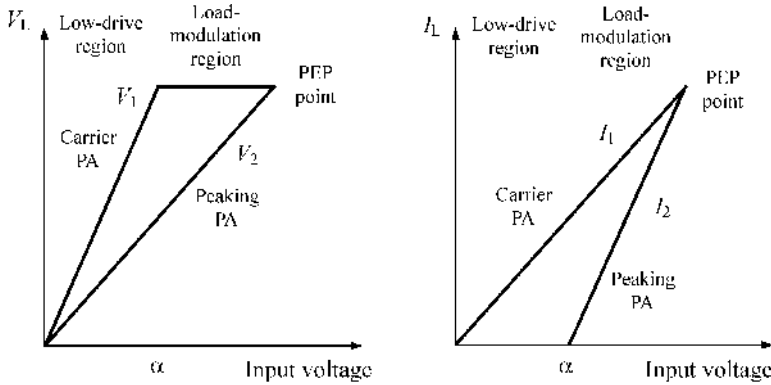 V_L
Low-drive
region
Load-
modulation
region
PEP
point
V_1
Carrier
PA
V_2
Peaking
PA
α
Input voltage
I_L
Low-drive
region
Load-
modulation
region
PEP
point
I_1
Carrier
PA
I_2
Peaking
PA
α
Input voltage